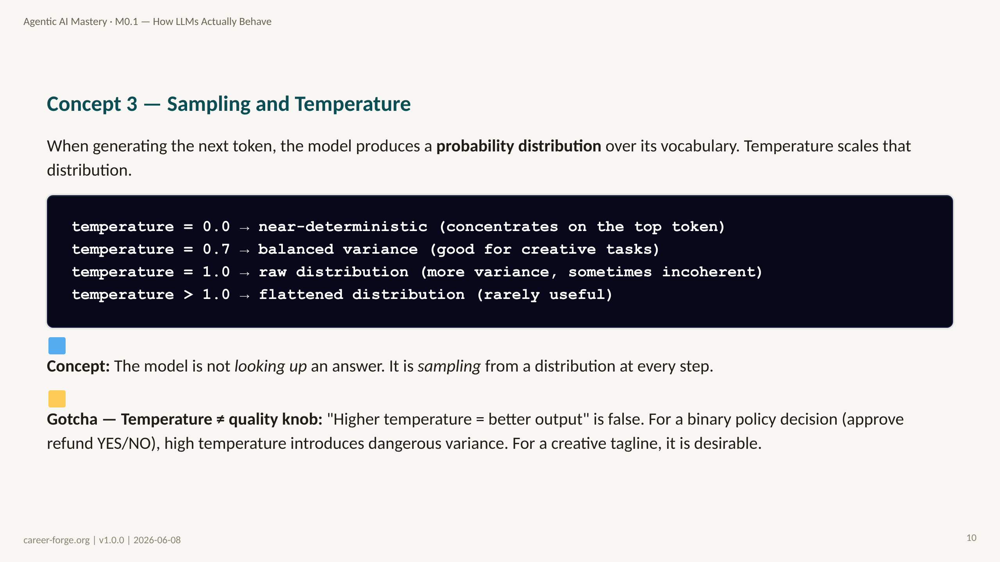 Agentic AI Mastery · M0.1 — How LLMs Actually Behave
Concept 3 — Sampling and Temperature
When generating the next token, the model produces a probability distribution over its vocabulary. Temperature scales that
distribution.
temperature = 0.0 → near-deterministic (concentrates on the top token)
temperature = 0.7 → balanced variance (good for creative tasks)
temperature = 1.0 → raw distribution (more variance, sometimes incoherent)
temperature > 1.0 → flattened distribution (rarely useful)
Concept: The model is not looking up an answer. It is sampling from a distribution at every step.
Gotcha — Temperature ≠ quality knob: "Higher temperature = better output" is false. For a binary policy decision (approve
refund YES/NO), high temperature introduces dangerous variance. For a creative tagline, it is desirable.
career-forge.org | v1.0.0 | 2026-06-08
10